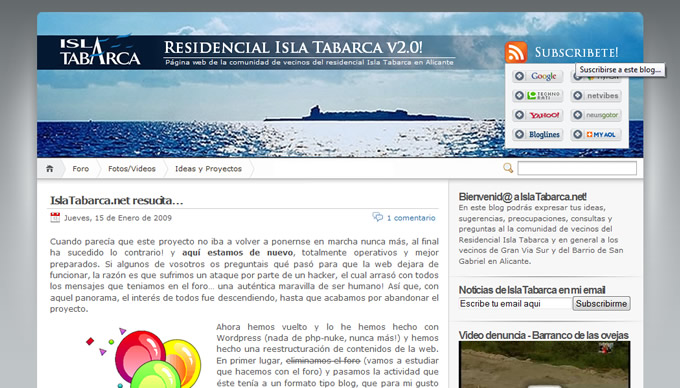 ISLA TABARCA
RESIDENCIAL ISLA TABARCA V2.0!
Página web de la comunidad de vecinos del residencial Isla Tabarca en Alicante
SUBSCRIBETE!
Suscribirse a este blog...
Google
TECHNORATI
netvibes
YAHOO!
newsgator
Bloglines
MY AOL
Foro
Fotos/Videos
Ideas y Proyectos
IslaTabarca.net resucita…
Jueves, 15 de Enero de 2009
1 comentario
Cuando parecía que este proyecto no iba a volver a ponernse en marcha nunca más, al final
ha sucedido lo contrario! y aquí estamos de nuevo, totalmente operativos y mejor
preparados. Si algunos de vosotros os preguntais qué pasó para que la web dejara de
funcionar, la razón es que sufrimos un ataque por parte de un hacker, el cual arrasó con todos
los mensajes que teniamos en el foro… una auténtica maravilla de ser humano! Así que, con
aquel panorama, el interés de todos fue descendiendo, hasta que acabamos por abandonar el
proyecto.
Ahora hemos vuelto y lo he hemos hecho con
Wordpress (nada de php-nuke, nunca más!) y hemos
hecho una reestructuración de contenidos de la web.
En primer lugar, eliminamos el foro (vamos a estudiar
que hacemos con el foro) y pasamos la actividad que
éste tenía a un formato tipo blog, que para mi gusto
Bienvenid@ a IslaTabarca.net!
En este blog podrás expresar tus ideas,
sugerencias, preocupaciones, consultas y
preguntas al la comunidad de vecinos del
Residencial Isla Tabarca y en general a los
vecinos de Gran Via Sur y del Barrio de San
Gabriel en Alicante.
Noticias de IslaTabarca en mi email
Escribe tu email aqui
Subscribirme
Video denuncia - Barranco de las ovejas